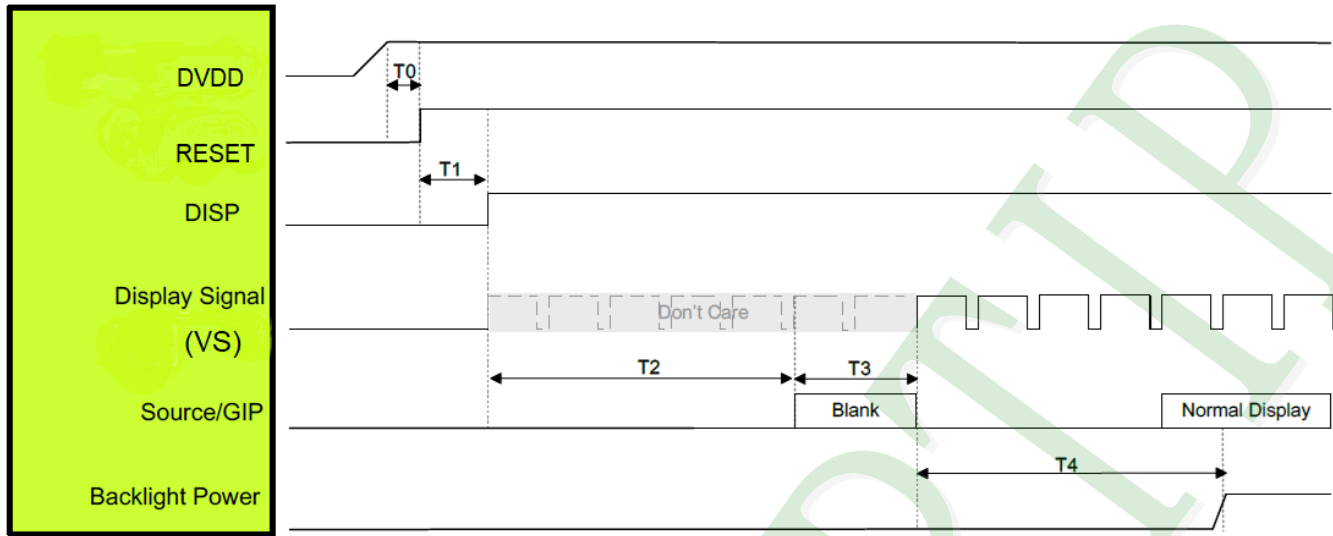 DVDD
T0
RESET
T1
DISP
Display Signal
(VS)
Don't Care
T2
T3
Source/GIP
Blank
Normal Display
T4
Backlight Power
PTIP